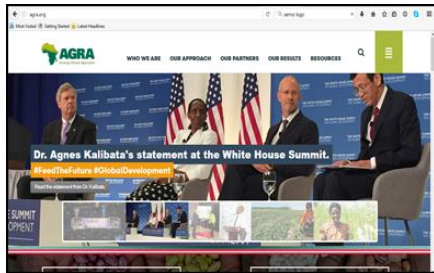 agra.org
Most Visited Getting Started Latest Headlines
AGRA
WHO WE ARE OUR APPROACH OUR PARTNERS OUR RESULTS RESOURCES
Dr. Agnes Kalibata's statement at the White House Summit.
#FeedTheFuture #GlobalDevelopment
Read the statement from Dr. Kalibata
SUMMIT
OPMENT